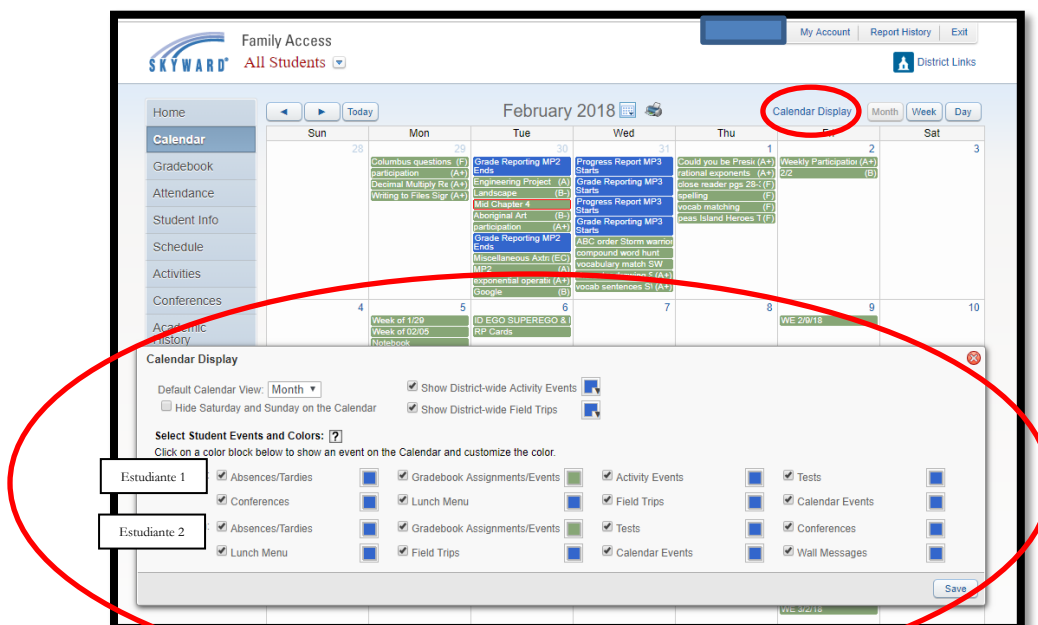 My Account Report History Exit
Family Access
SKYWARD All Students
District Links
Home
Calendar
Gradebook
Attendance
Student Info
Schedule
Activities
Conferences
Academic
History
Today February 2018 Calendar Display Month Week Day
Sun Mon Tue Wed Thu Fri Sat
28 29 30 31 1 2 3
Columbus questions (F)
participation (A+)
Decimal Multiply Re (A+)
Writing to Files Sigr (A+)
Grade Reporting MP2
Ends
Engineering Project (A)
Landscape (B-)
Mid Chapter 4
Aboriginal Art (B-)
participation (A+)
Grade Reporting MP2
Ends
Miscellaneous Axtri (EC)
MP2 (A)
exponential operati (A+)
Google (B)
Progress Report MP3
Starts
Grade Reporting MP3
Starts
Progress Report MP3
Starts
Grade Reporting MP3
Starts
ABC order Storm warrior
compound word hunt
vocabulary match SW
(A+)
vocab sentences S (A+)
Could you be Presi (A+)
rational exponents (A+)
close reader pgs 28- (F)
spelling (F)
vocab matching (F)
peas Island Heroes T (F)
Weekly Participatio (A+)
2/2 (B)
4 5 6 7 8 9 10
Week of 1/29
Week of 02/05
Notebook
ID EGO SUPEREGO &
RP Cards
WE 2/9/18
Calendar Display
Default Calendar View: Month
Show District-wide Activity Events
Hide Saturday and Sunday on the Calendar
Show District-wide Field Trips
Select Student Events and Colors: ?
Click on a color block below to show an event on the Calendar and customize the color.
Estudiante 1 : Absences/Tardies Gradebook Assignments/Events Activity Events Tests
Conferences Lunch Menu Field Trips Calendar Events
Estudiante 2 : Absences/Tardies Gradebook Assignments/Events Tests Conferences
Lunch Menu Field Trips Calendar Events Wall Messages
Save
WE 3/2/18